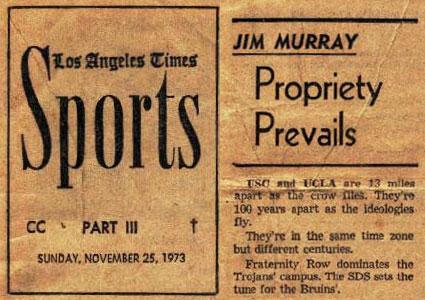 Los Angeles Times
Sports
CC PART III †
SUNDAY, NOVEMBER 25, 1973
JIM MURRAY
Propriety
Prevails
USC and UCLA are 13 miles
apart as the crow flies. They're
100 years apart as the ideologies
fly.
They're in the same time zone
but different centuries.
Fraternity Row dominates the
Trojans' campus. The SDS sets the
tune for the Bruins'.